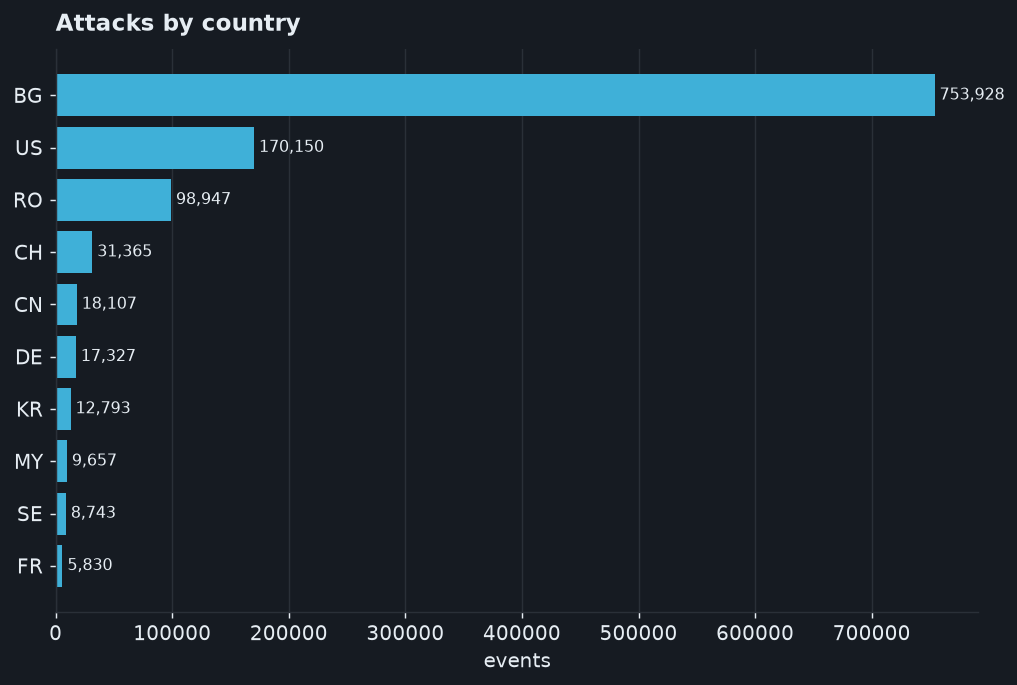 Attacks by country
BG 753,928
US 170,150
RO 98,947
CH 31,365
CN 18,107
DE 17,327
KR 12,793
MY 9,657
SE 8,743
FR 5,830
0 100000 200000 300000 400000 500000 600000 700000
events